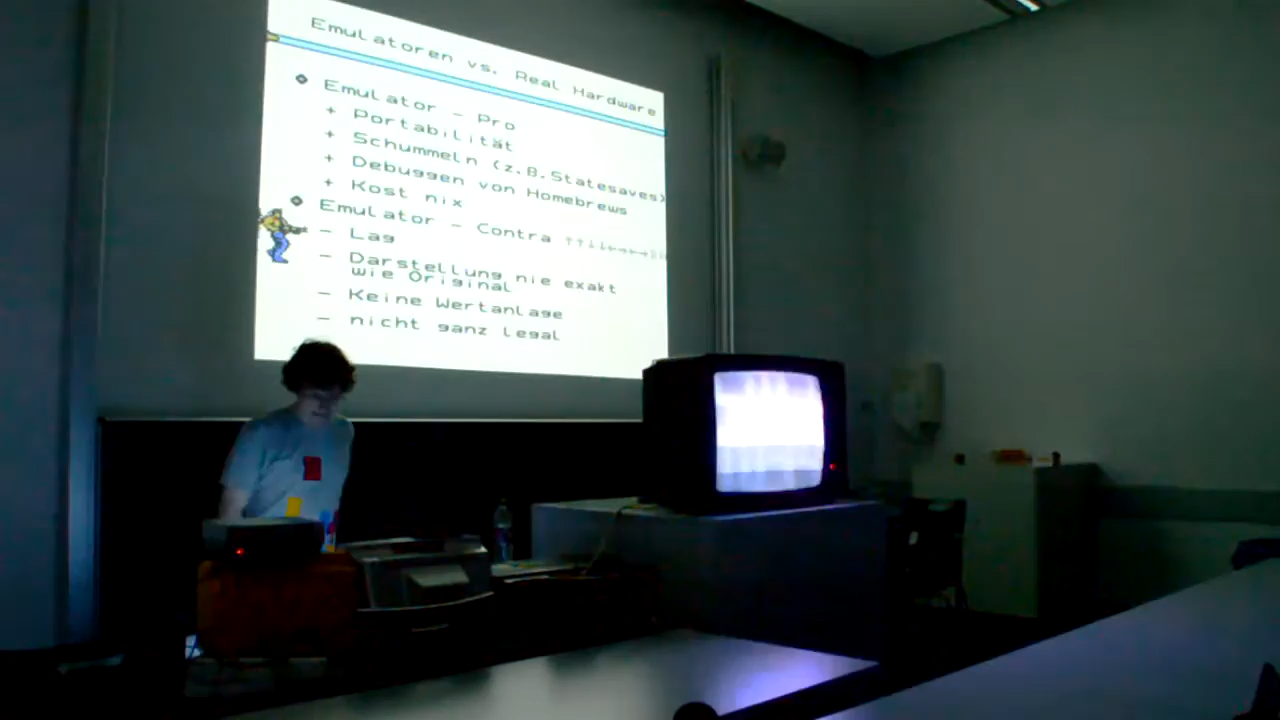 Emulatoren vs. Real Hardware
Emulator - Pro
+ Portabilität
+ Schummeln (z.B.Statesaves)
+ Debuggen von Homebrews
+ Kost nix
Emulator - Contra ↑↑↓↓←→←→
- Lag
- Darstellung nie exakt
wie Original
- Keine Wertanlage
- nicht ganz legal